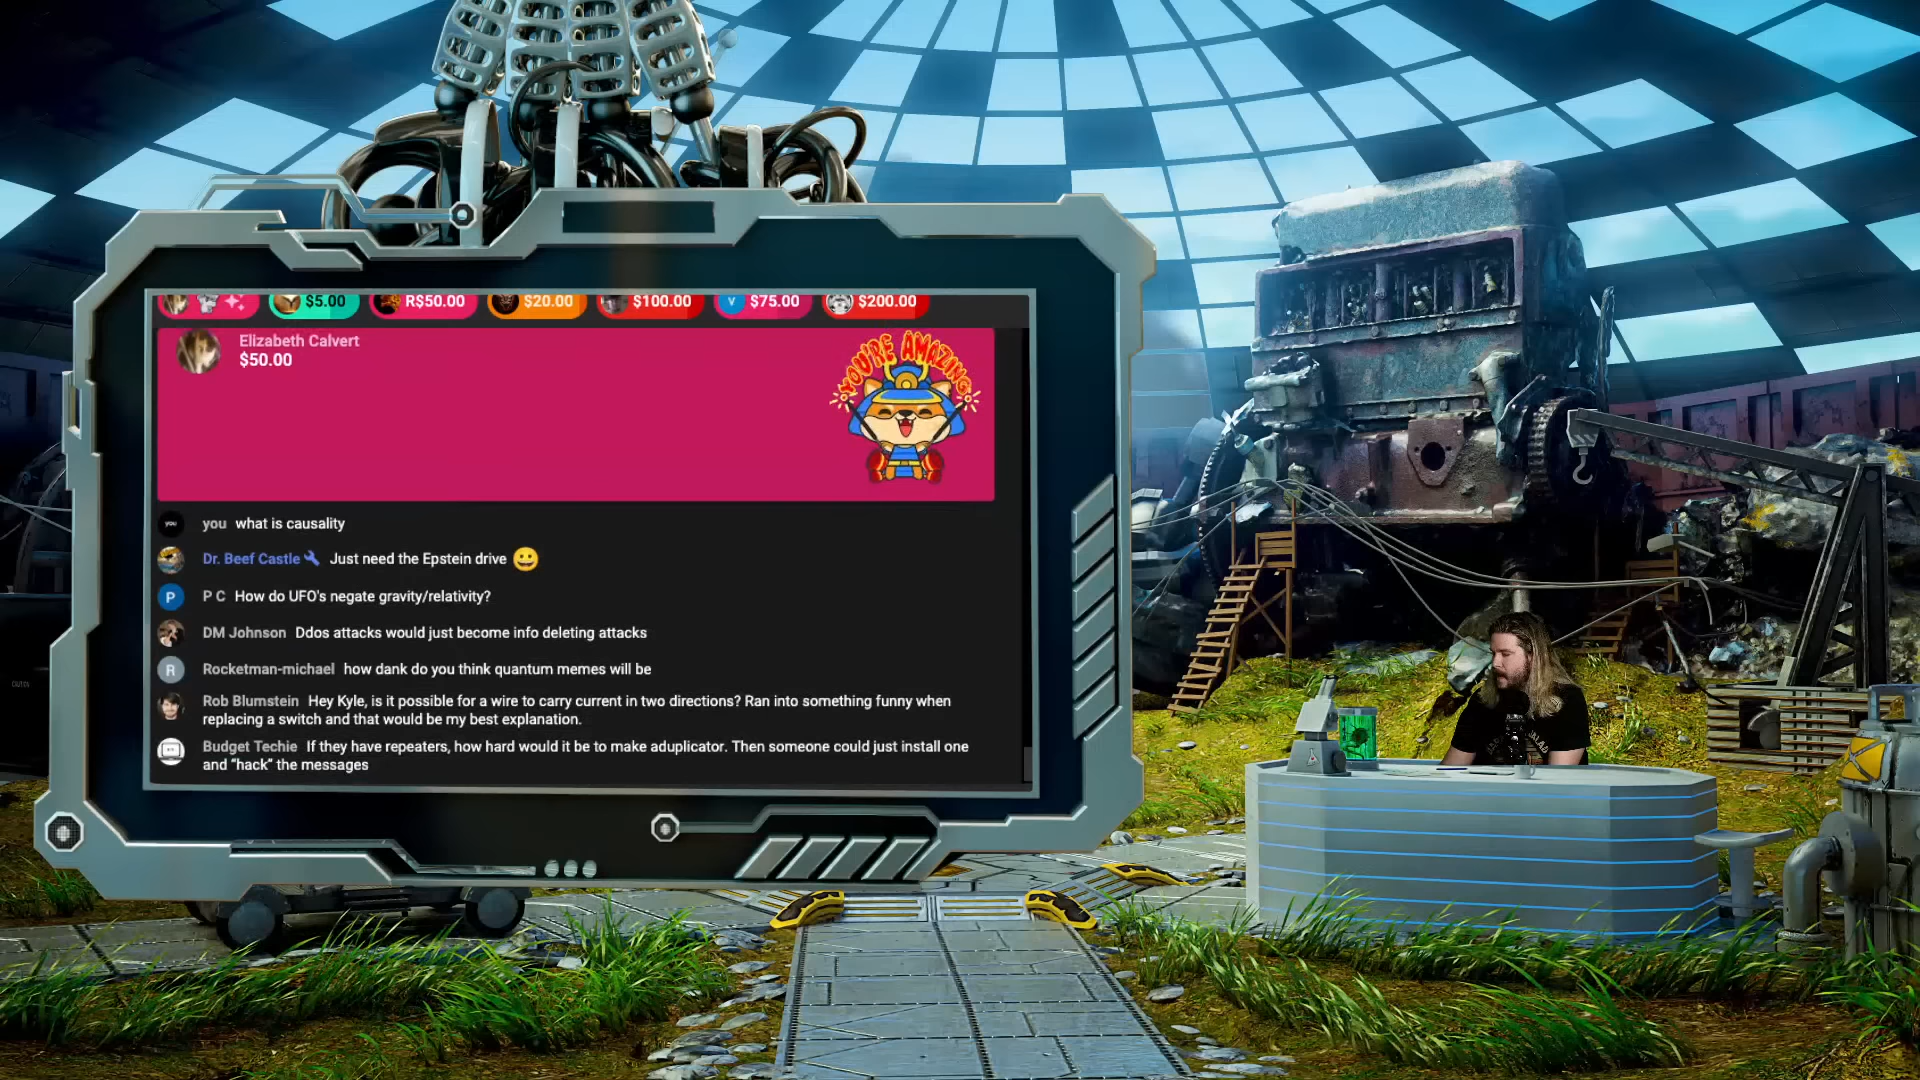 $5.00 R$50.00 $20.00 $100.00 V $75.00 $200.00
Elizabeth Calvert
$50.00
YOU'RE AMAZING
you you what is causality
Dr. Beef Castle Just need the Epstein drive 😀
P P C How do UFO's negate gravity/relativity?
DM Johnson Ddos attacks would just become info deleting attacks
R Rocketman-michael how dank do you think quantum memes will be
Rob Blumstein Hey Kyle, is it possible for a wire to carry current in two directions? Ran into something funny when
replacing a switch and that would be my best explanation.
Budget Techie If they have repeaters, how hard would it be to make aduplicator. Then someone could just install one
and “hack” the messages